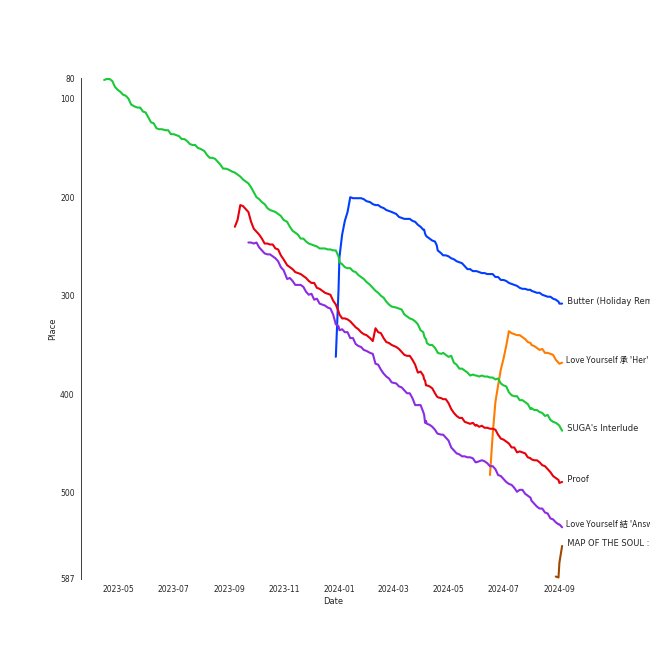 80
100
200
300
400
500
587
Place
2023-05 2023-07 2023-09 2023-11 2024-01 2024-03 2024-05 2024-07 2024-09
Date
Butter (Holiday Rem
Love Yourself 承 'Her'
SUGA's Interlude
Proof
Love Yourself 結 'Answ
MAP OF THE SOUL :